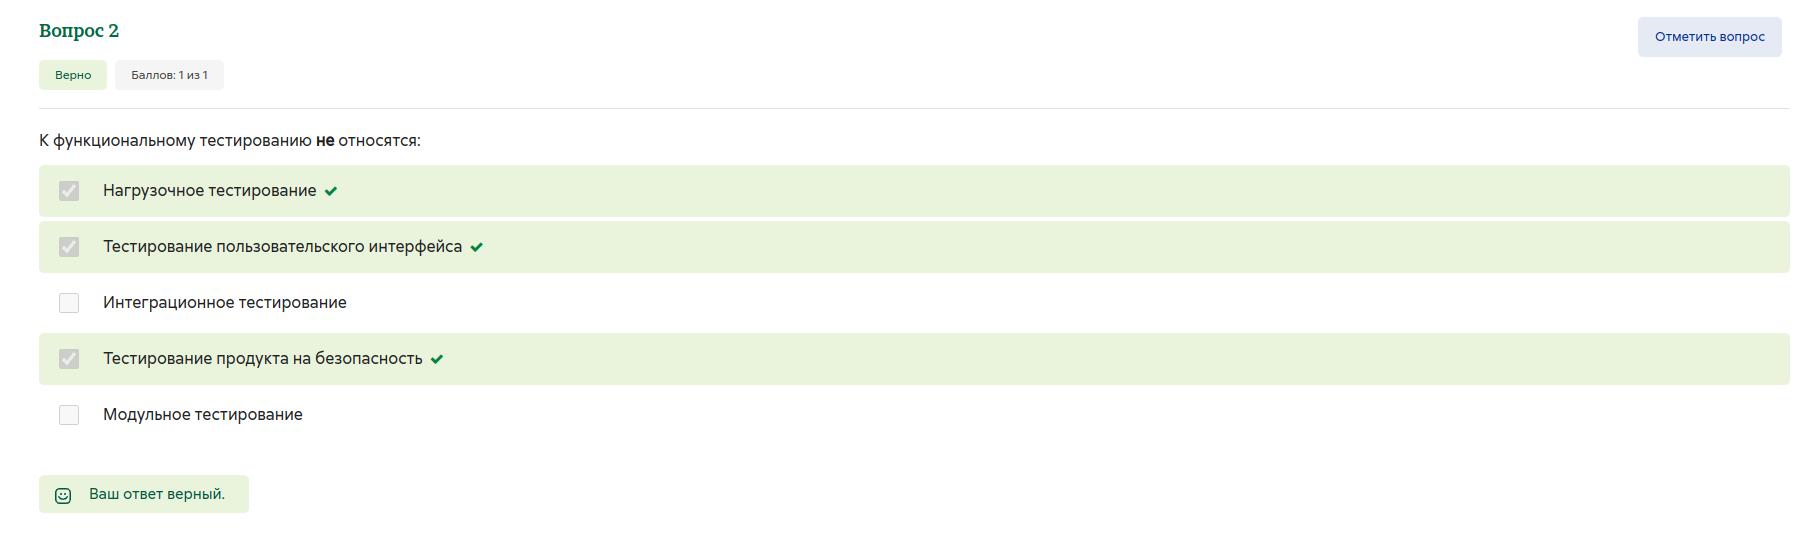 Вопрос 2
Отметить вопрос
Верно
Баллов: 1 из 1
К функциональному тестированию не относятся:
Нагрузочное тестирование
Тестирование пользовательского интерфейса
Интеграционное тестирование
Тестирование продукта на безопасность
Модульное тестирование
Ваш ответ верный.